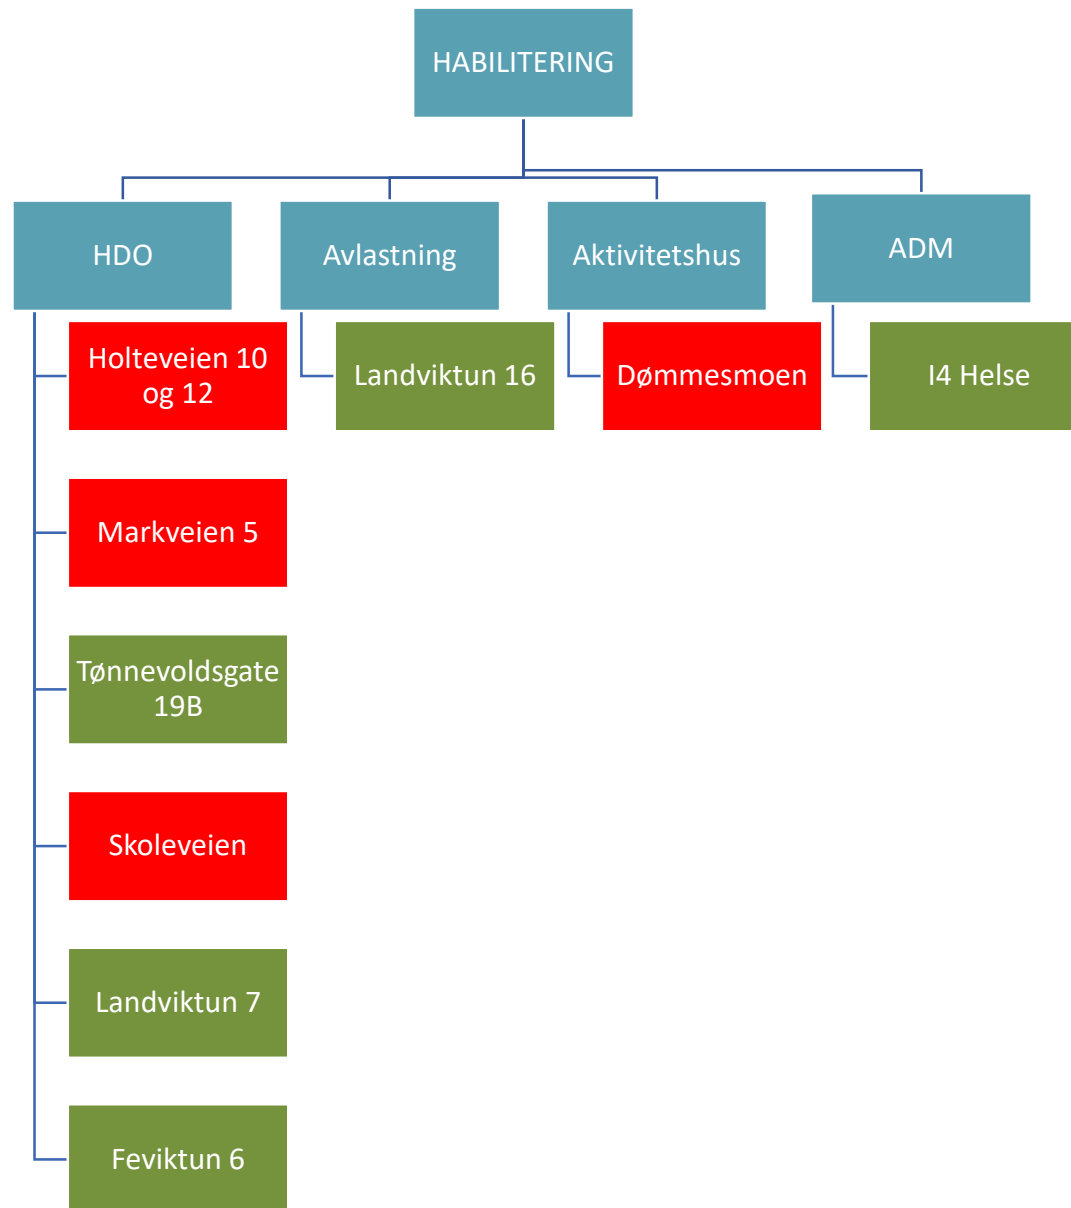 HABILITERING
HDO
Avlastning
Aktivitetshus
ADM
Holteveien 10
og 12
Landviktun 16
Dømmesmoen
I4 Helse
Markveien 5
Tønnevoldsgate
19B
Skoleveien
Landviktun 7
Feviktun 6